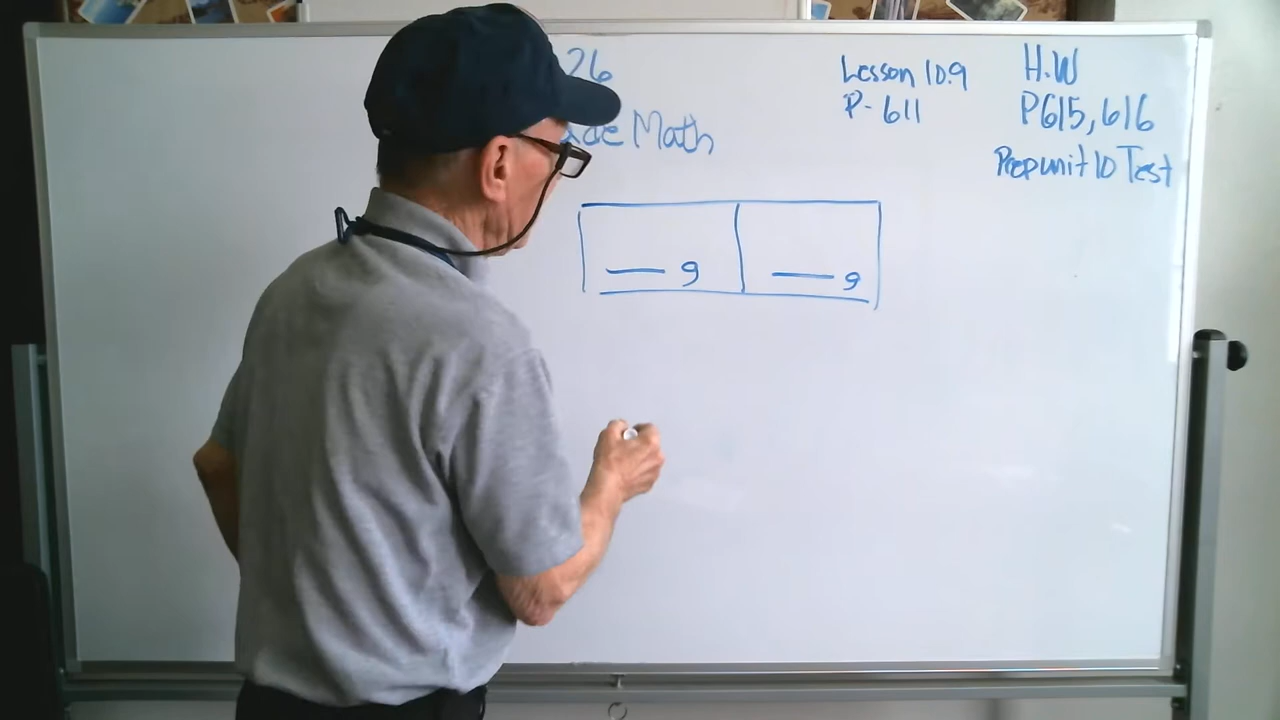 26
Math
Lesson 10.9
P-611
H.W
P615, 616
Prep unit 10 Test
___ g
___ g